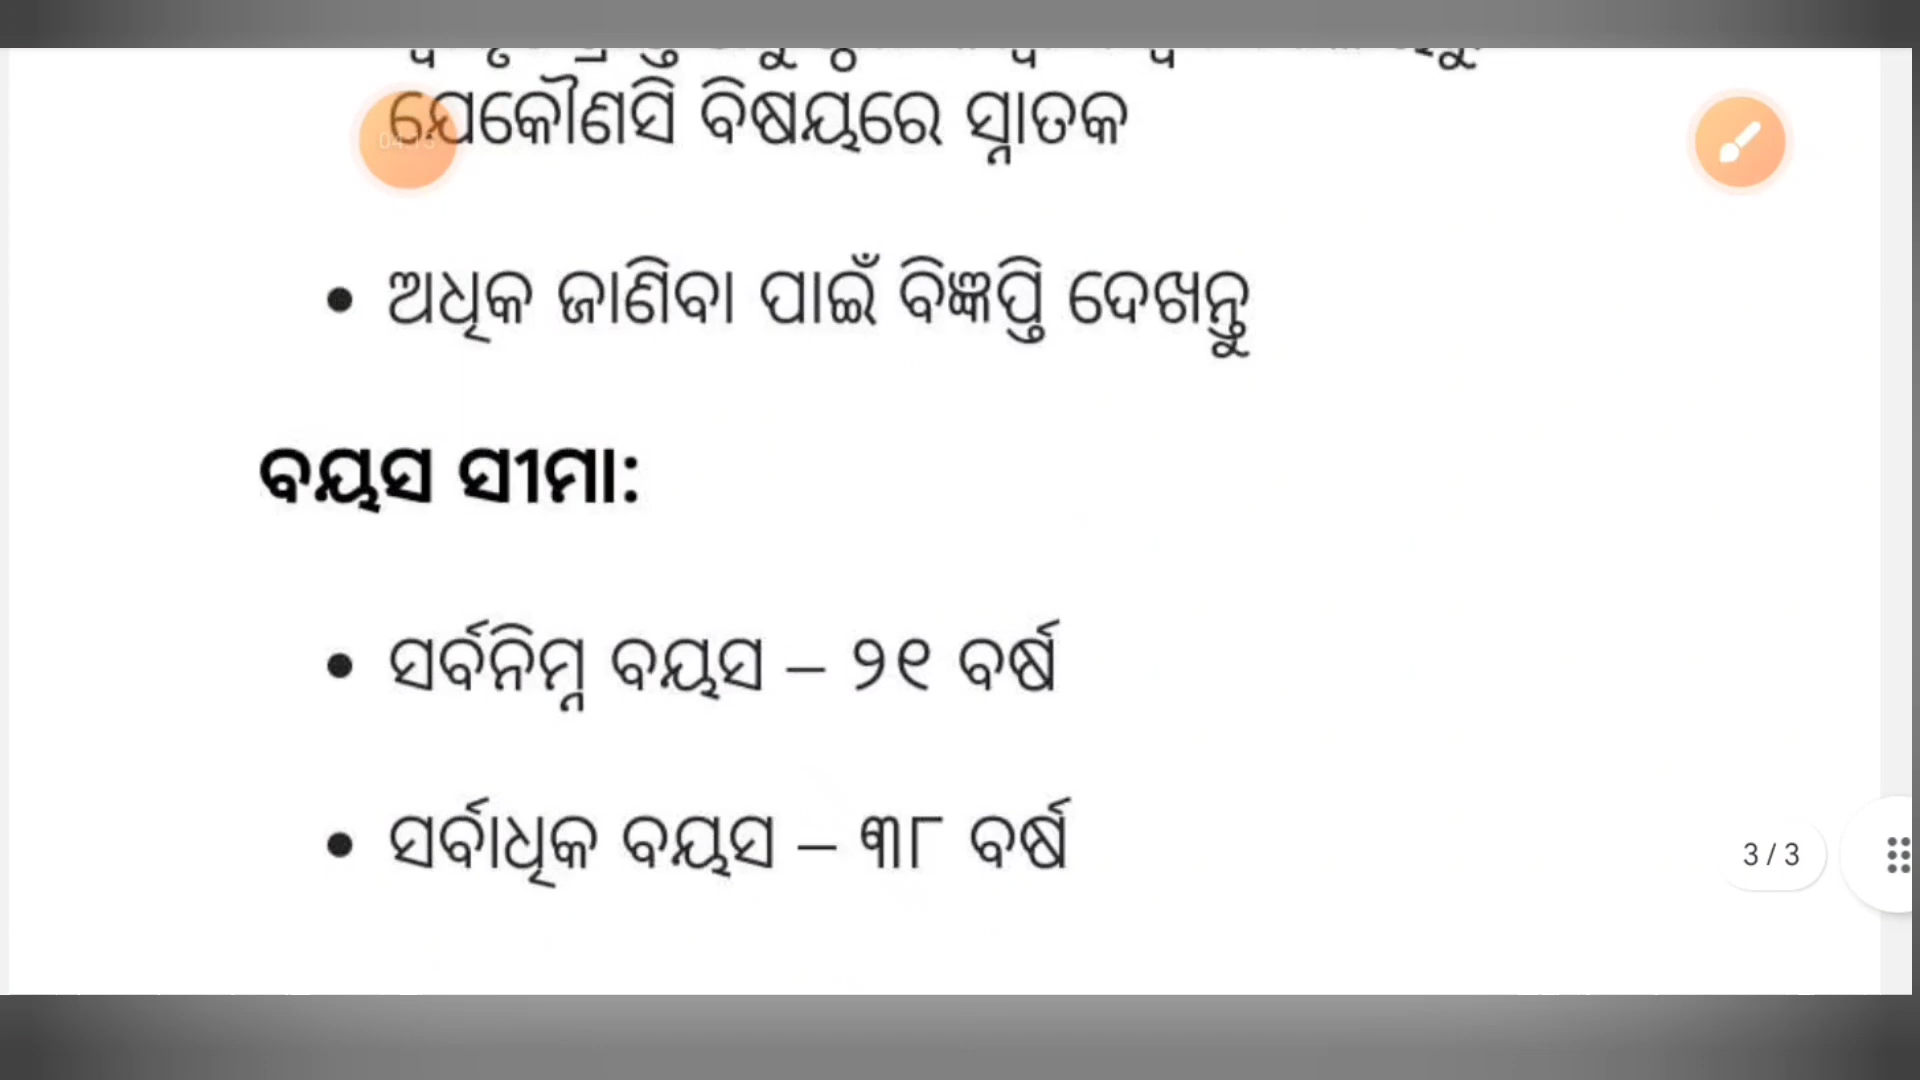 ଯେକୌଣସି ବିଷୟରେ ସ୍ନାତକ
• ଅଧିକ ଜାଣିବା ପାଇଁ ବିଜ୍ଞପ୍ତି ଦେଖନ୍ତୁ
ବୟସ ସୀମା:
• ସର୍ବନିମ୍ନ ବୟସ – ୨୧ ବର୍ଷ
• ସର୍ବାଧିକ ବୟସ – ୩୮ ବର୍ଷ
3 / 3